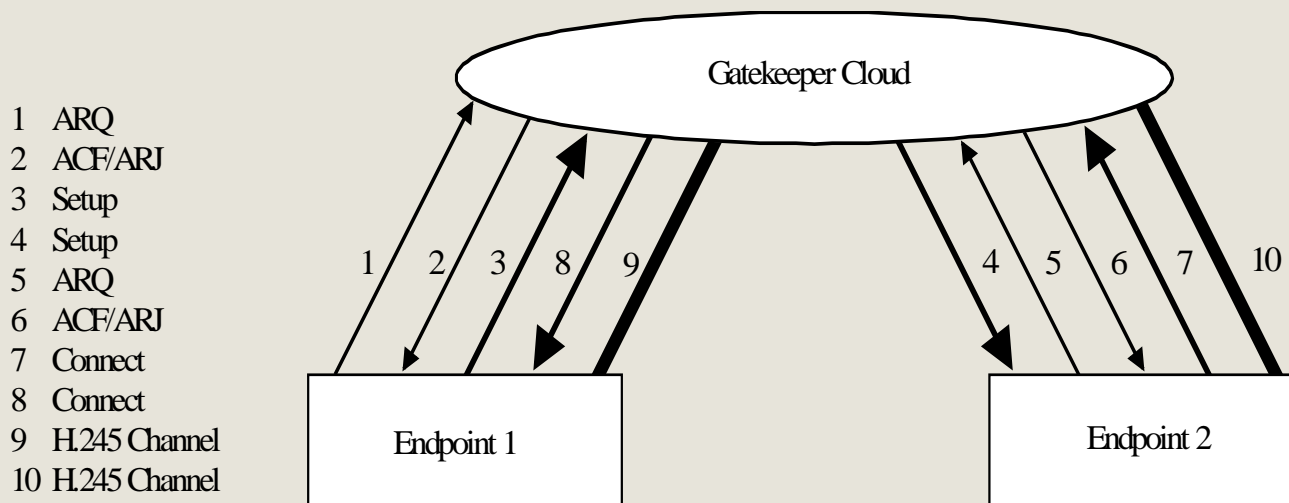 Gatekeeper Cloud
1 ARQ
2 ACF/ARJ
3 Setup
4 Setup
5 ARQ
6 ACF/ARJ
7 Connect
8 Connect
9 H.245 Channel
10 H.245 Channel
1 2 3 8 9 4 5 6 7 10
Endpoint 1
Endpoint 2